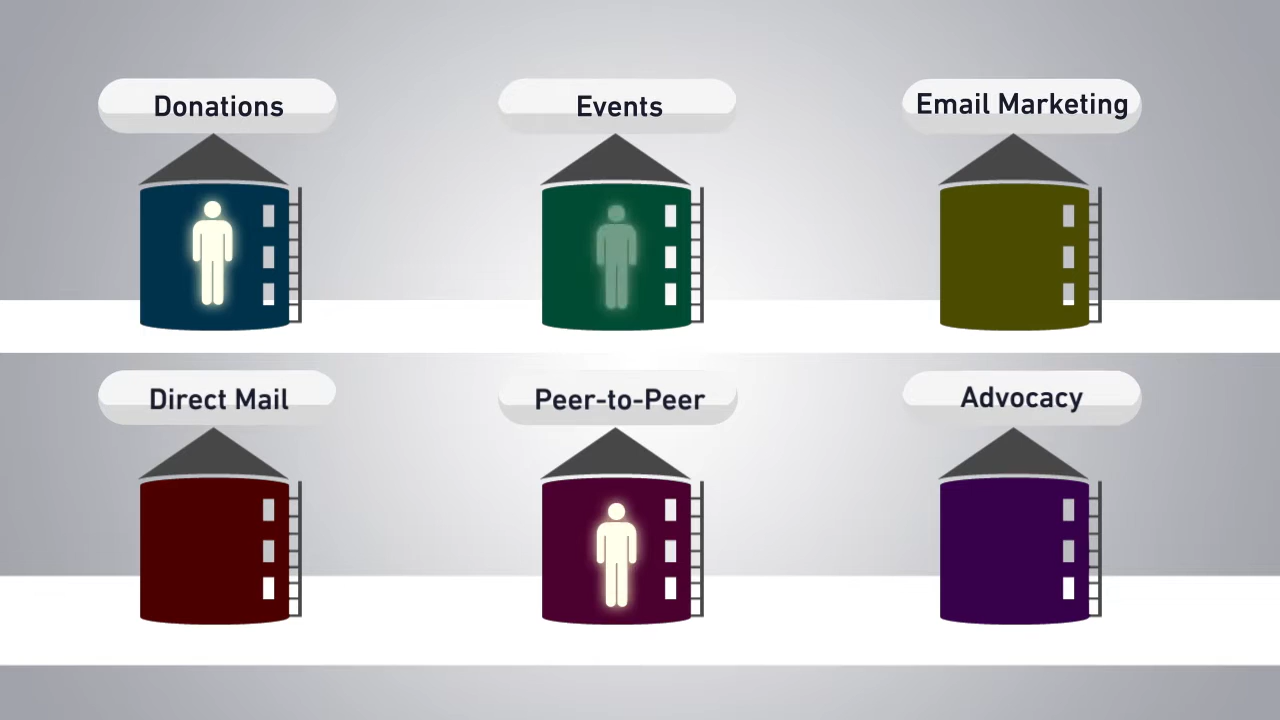 Donations
Events
Email Marketing
Direct Mail
Peer-to-Peer
Advocacy